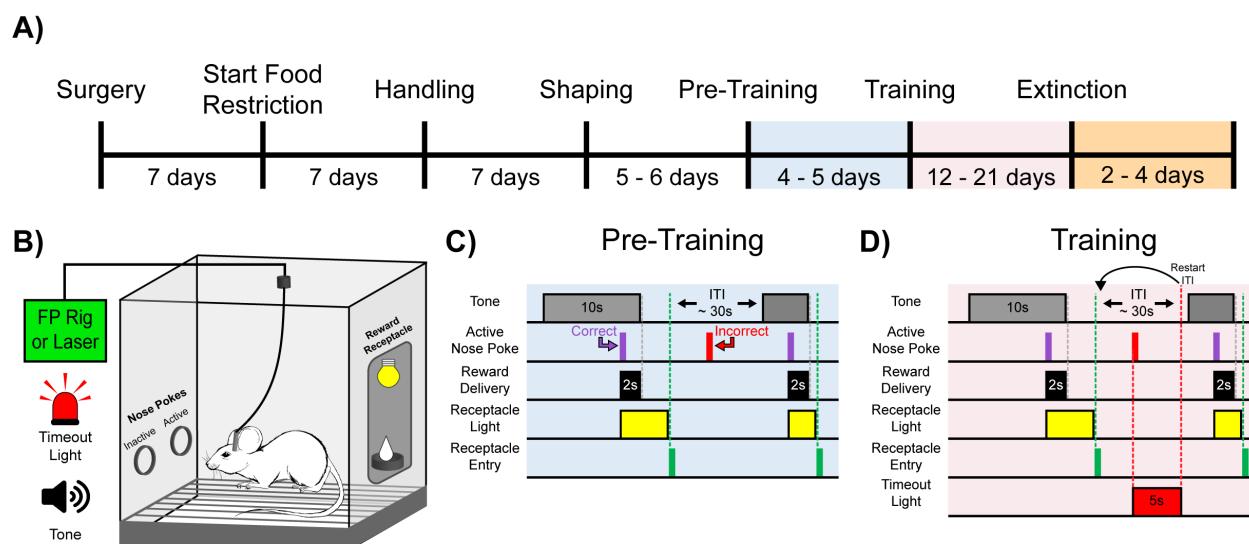 A)
Surgery
Start Food
Restriction
Handling
Shaping
Pre-Training
Training
Extinction
7 days
7 days
7 days
5 - 6 days
4 - 5 days
12 - 21 days
2 - 4 days
B)
FP Rig
or Laser
Timeout
Light
Tone
Nose Pokes
Inactive
Active
Reward
Receptacle
C)
Pre-Training
Tone
10s
ITI
~ 30s
Active
Nose Poke
Correct
Incorrect
Reward
Delivery
2s
2s
Receptacle
Light
Receptacle
Entry
D)
Training
Restart
ITI
Tone
10s
ITI
~ 30s
Active
Nose Poke
Reward
Delivery
2s
2s
Receptacle
Light
Receptacle
Entry
Timeout
Light
5s